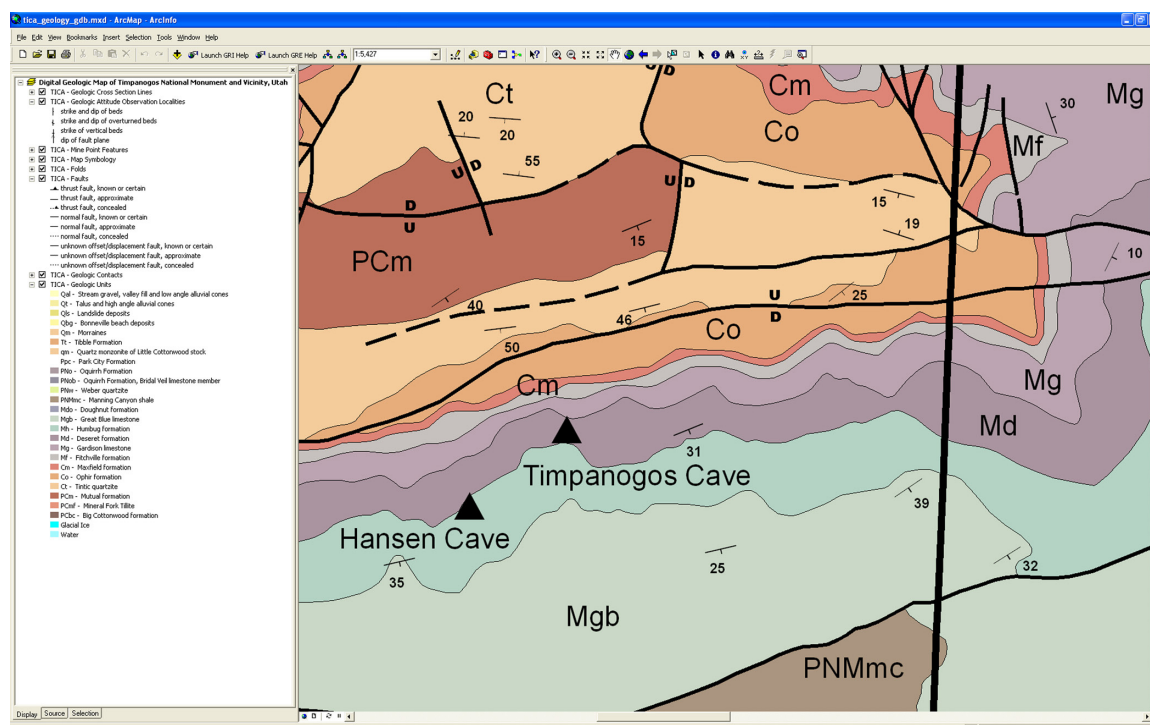 tica_geology_gdb.mxd - ArcMap - ArcInfo
File Edit View Bookmarks Insert Selection Tools Window Help
Launch GRI Help Launch GRE Help 1:5,427
Digital Geologic Map of Timpanogos National Monument and Vicinity, Utah
TICA - Geologic Cross Section Lines
TICA - Geologic Attitude Observation Localities
strike and dip of beds
strike and dip of overturned beds
strike of vertical beds
dip of fault plane
TICA - Mine Point Features
TICA - Map Symbology
TICA - Folds
TICA - Faults
thrust fault, known or certain
thrust fault, approximate
thrust fault, concealed
normal fault, known or certain
normal fault, approximate
normal fault, concealed
unknown offset/displacement fault, known or certain
unknown offset/displacement fault, approximate
unknown offset/displacement fault, concealed
TICA - Geologic Contacts
TICA - Geologic Units
Qal - Stream gravel, valley fill and low angle alluvial cones
Qt - Talus and high angle alluvial cones
Qls - Landslide deposits
Qbg - Bonneville beach deposits
Qm - Morraines
Tt - Tibble Formation
qm - Quartz monzonite of Little Cottonwood stock
Ppc - Park City Formation
PNo - Oquirrh Formation
PNob - Oquirrh Formation, Bridal Veil limestone member
PNw - Weber quartzite
PNMmc - Manning Canyon shale
Mdo - Doughnut formation
Mgb - Great Blue limestone
Mh - Humbug formation
Md - Deseret formation
Mg - Gardison limestone
Mf - Fitchville formation
Cm - Maxfield formation
Co - Ophir formation
Ct - Tintic quartzite
PCm - Mutual formation
PCmf - Mineral Fork Tillite
PCbc - Big Cottonwood formation
Glacial Ice
Water
Display Source Selection
U D
Ct
Cm
Mg
30
20
20
Co
Mf
55
U D
U D
D
U
15
19
15
PCm
10
40
25
U
D
46
Co
50
Cm
Mg
Md
31
Timpanogos Cave
39
Hansen Cave
35
25
32
Mgb
PNMmc